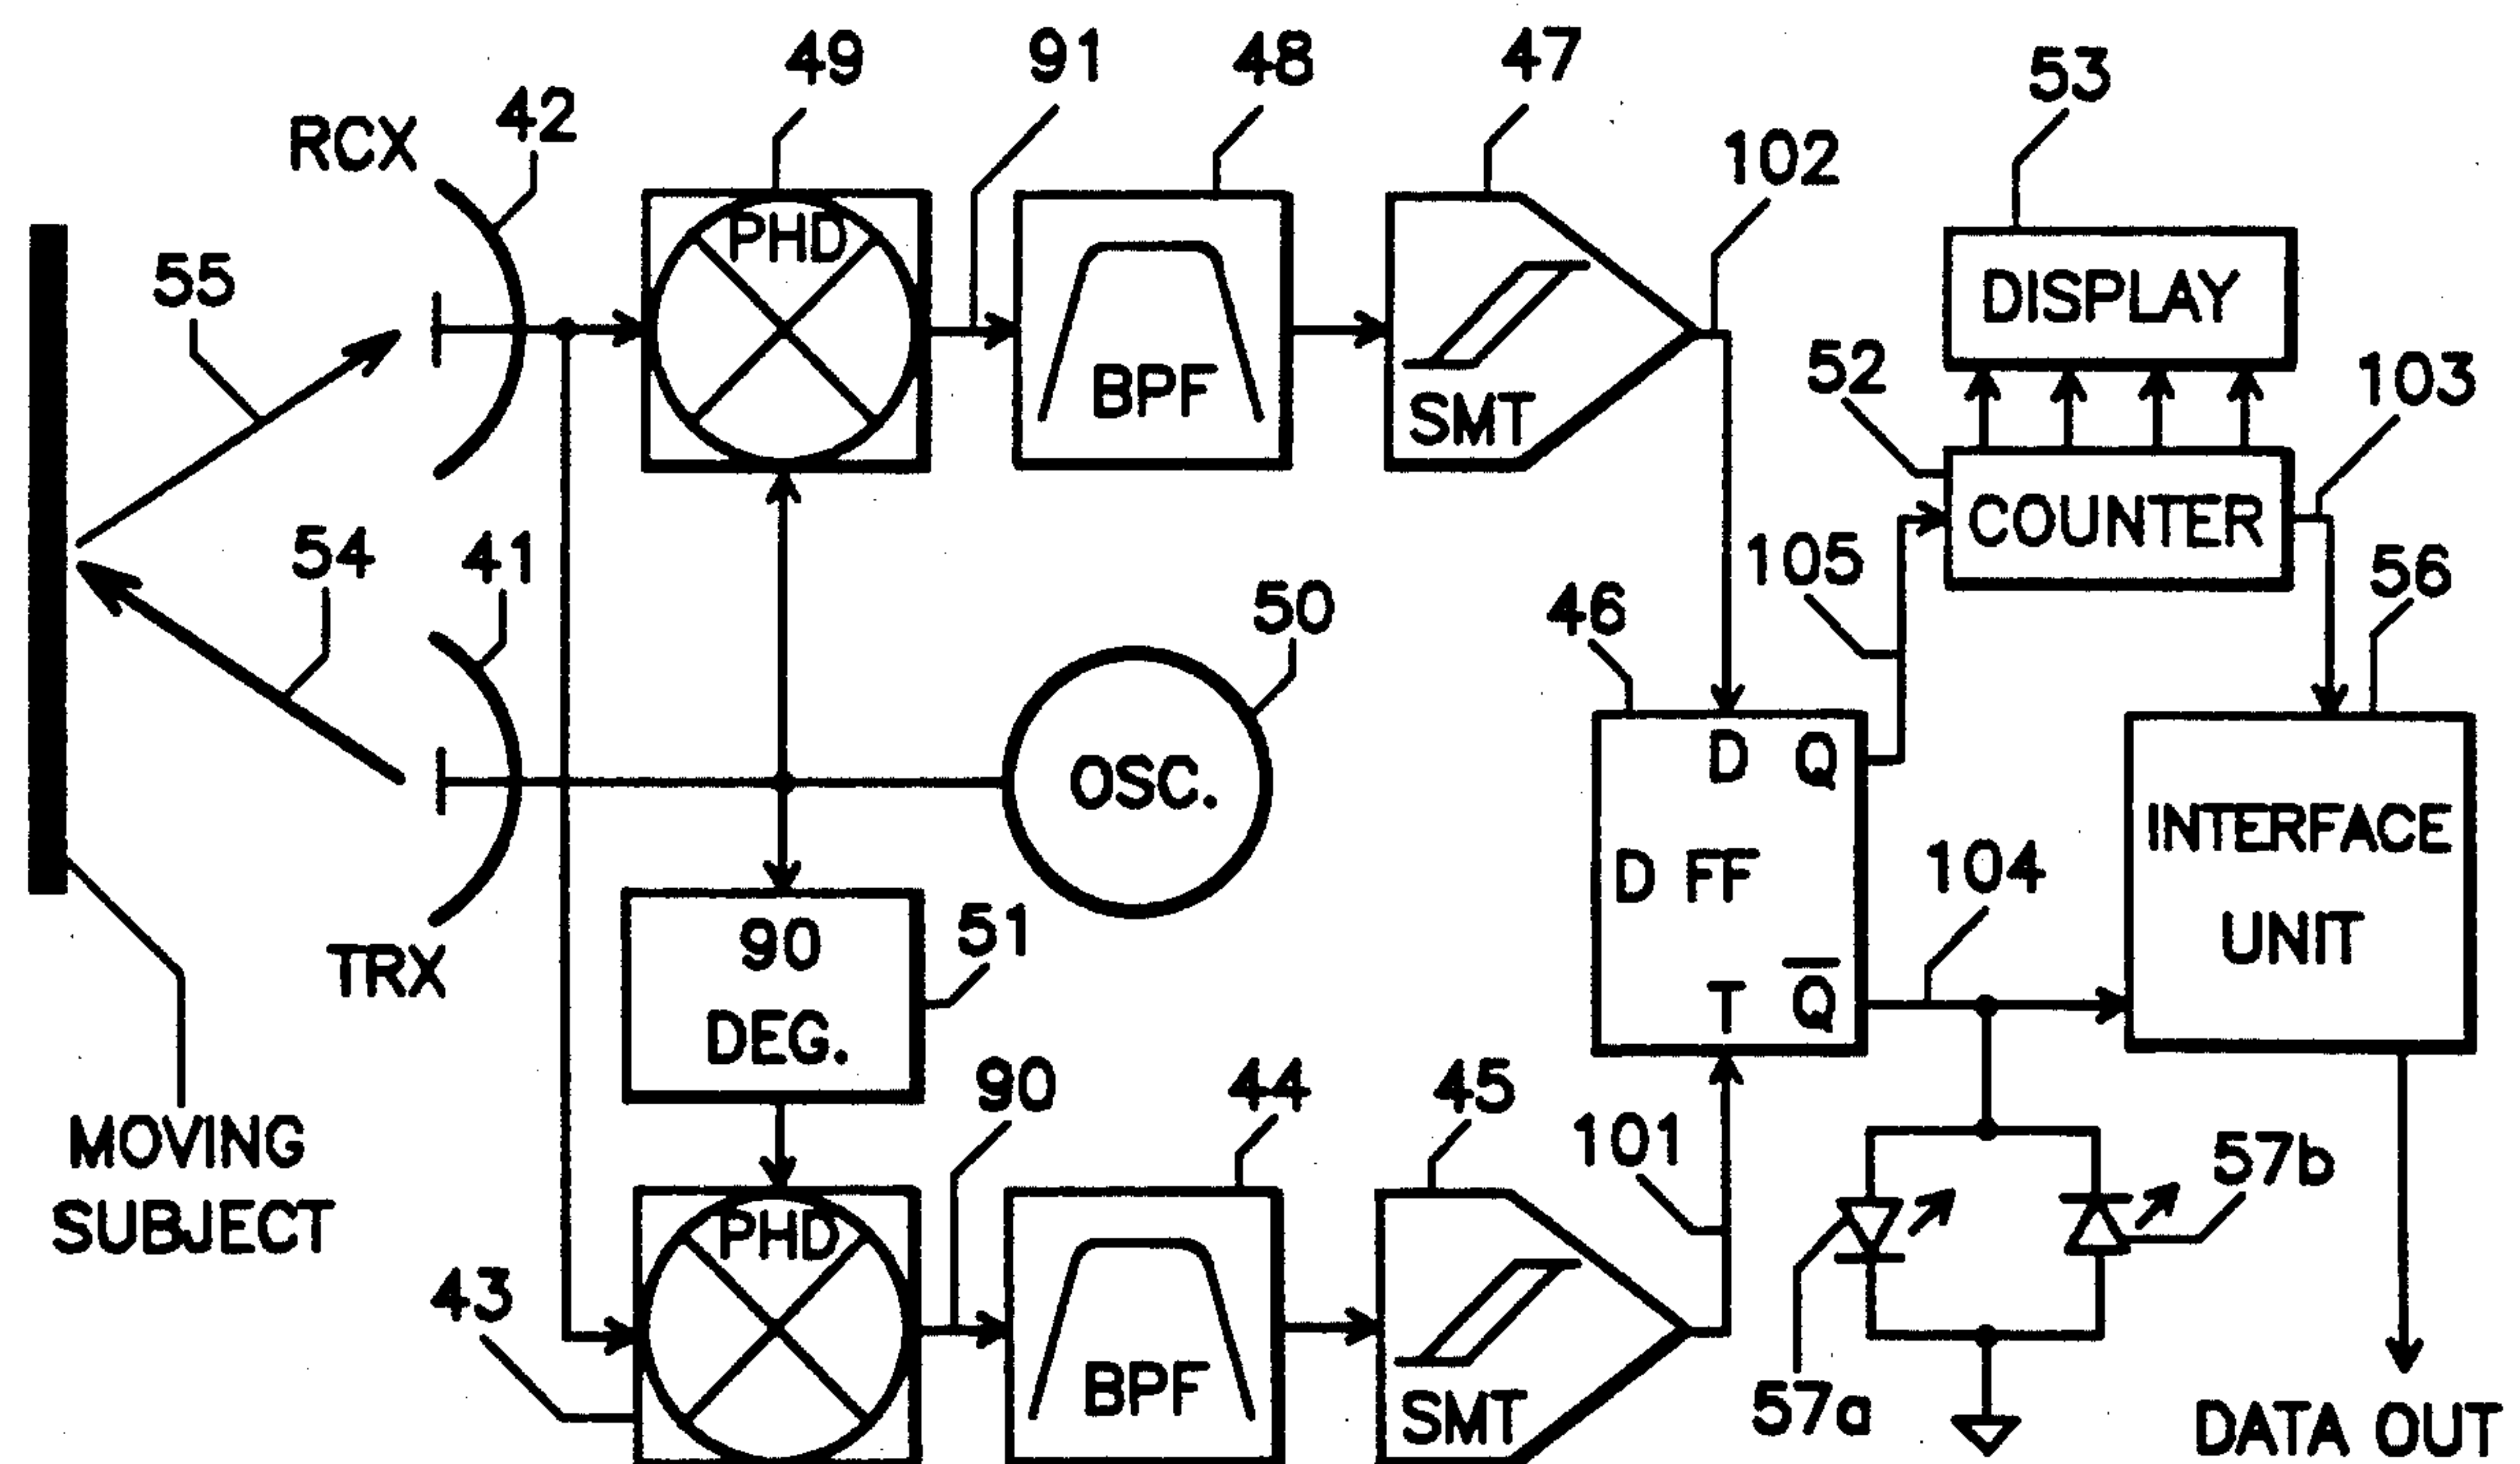 49
91
48
47
53
42
RCX
102
PHD
55
DISPLAY
BPF
52
103
SMT
COUNTER
54
41
105
50
46
56
OSC.
D Q
INTERFACE
UNIT
D FF
104
90
DEG.
51
TRX
T Q̅
90
44
45
101
MOVING
SUBJECT
57b
PHD
43
BPF
SMT
57a
DATA OUT